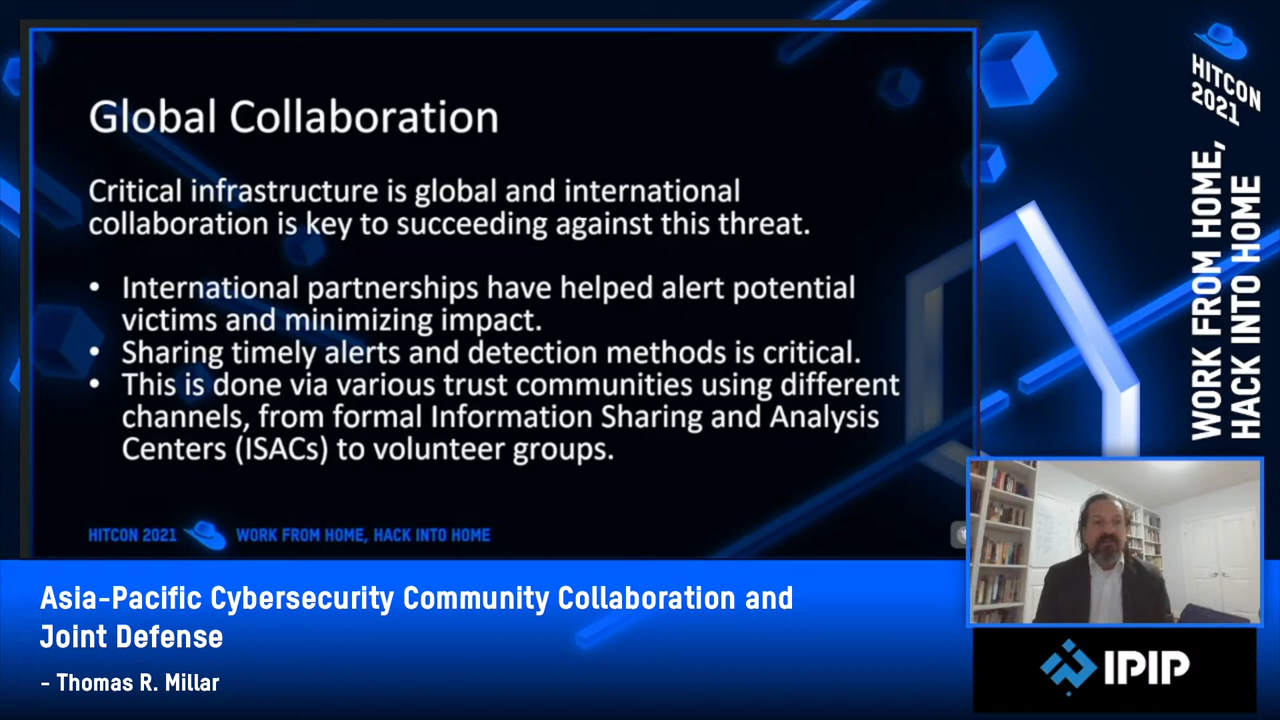 Global Collaboration
Critical infrastructure is global and international
collaboration is key to succeeding against this threat.
• International partnerships have helped alert potential
victims and minimizing impact.
• Sharing timely alerts and detection methods is critical.
• This is done via various trust communities using different
channels, from formal Information Sharing and Analysis
Centers (ISACs) to volunteer groups.
HITCON 2021 WORK FROM HOME, HACK INTO HOME
HITCON
2021
WORK FROM HOME,
HACK INTO HOME
Asia-Pacific Cybersecurity Community Collaboration and
Joint Defense
- Thomas R. Millar
IPIP